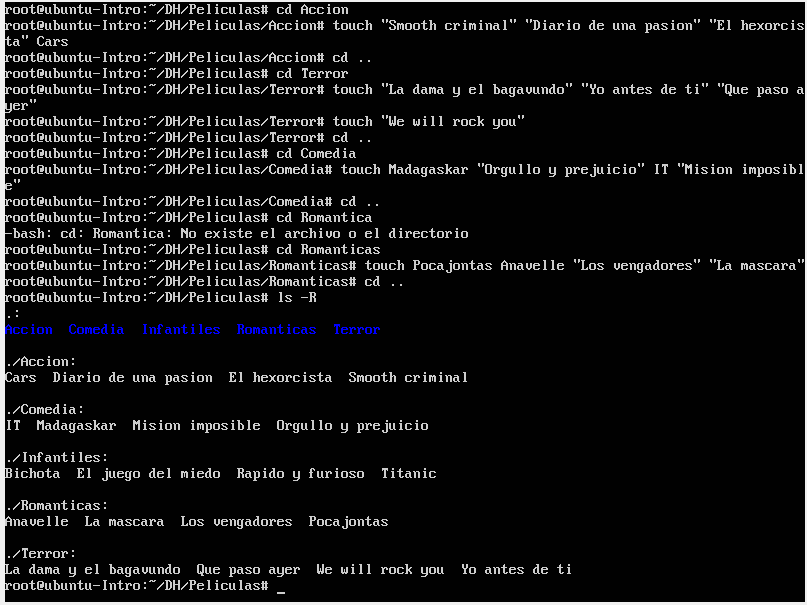 root@ubuntu-Intro:~/DH/Peliculas# cd Accion
root@ubuntu-Intro:~/DH/Peliculas/Accion# touch "Smooth criminal" "Diario de una pasion" "El hexorcis
ta" Cars
root@ubuntu-Intro:~/DH/Peliculas/Accion# cd ..
root@ubuntu-Intro:~/DH/Peliculas# cd Terror
root@ubuntu-Intro:~/DH/Peliculas/Terror# touch "La dama y el bagavundo" "Yo antes de ti" "Que paso a
yer"
root@ubuntu-Intro:~/DH/Peliculas/Terror# touch "We will rock you"
root@ubuntu-Intro:~/DH/Peliculas/Terror# cd ..
root@ubuntu-Intro:~/DH/Peliculas# cd Comedia
root@ubuntu-Intro:~/DH/Peliculas/Comedia# touch Madagaskar "Orgullo y prejuicio" IT "Mision imposibl
e"
root@ubuntu-Intro:~/DH/Peliculas/Comedia# cd ..
root@ubuntu-Intro:~/DH/Peliculas# cd Romantica
-bash: cd: Romantica: No existe el archivo o el directorio
root@ubuntu-Intro:~/DH/Peliculas# cd Romanticas
root@ubuntu-Intro:~/DH/Peliculas/Romanticas# touch Pocajontas Anavelle "Los vengadores" "La mascara"
root@ubuntu-Intro:~/DH/Peliculas/Romanticas# cd ..
root@ubuntu-Intro:~/DH/Peliculas# ls -R
.:
Accion  Comedia  Infantiles  Romanticas  Terror

./Accion:
Cars  Diario de una pasion  El hexorcista  Smooth criminal

./Comedia:
IT  Madagaskar  Mision imposible  Orgullo y prejuicio

./Infantiles:
Bichota  El juego del miedo  Rapido y furioso  Titanic

./Romanticas:
Anavelle  La mascara  Los vengadores  Pocajontas

./Terror:
La dama y el bagavundo  Que paso ayer  We will rock you  Yo antes de ti
root@ubuntu-Intro:~/DH/Peliculas# _